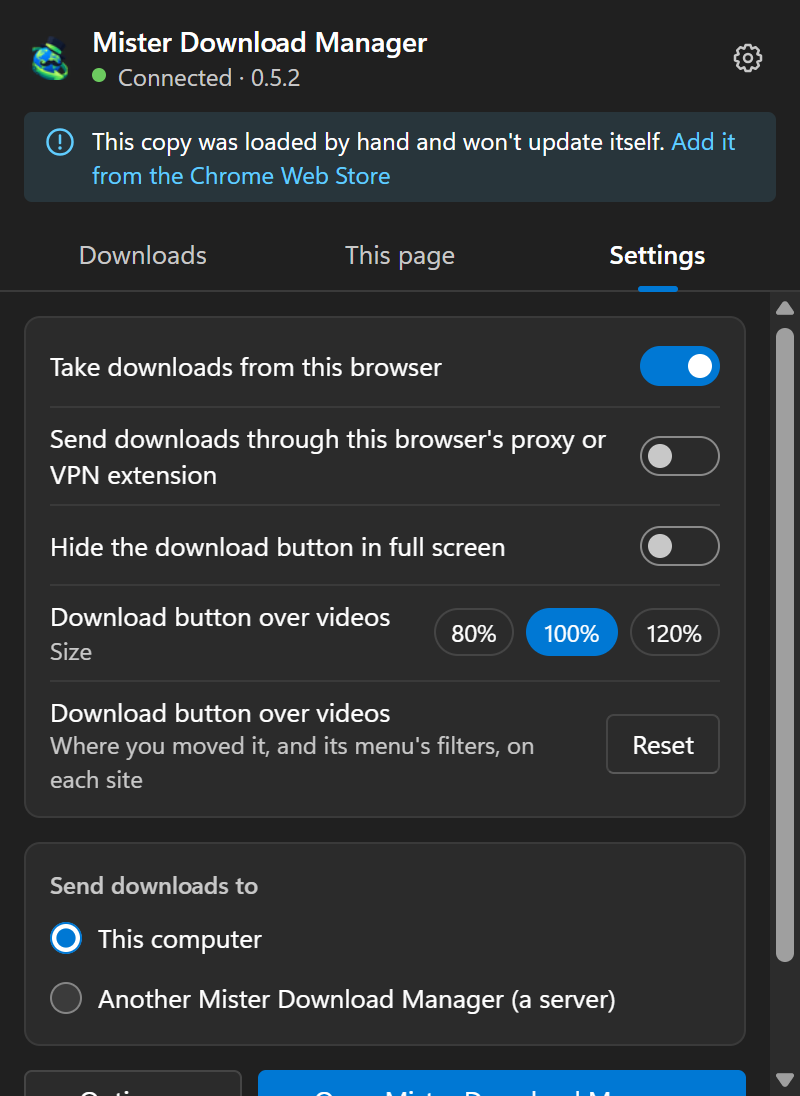 Mister Download Manager
Connected · 0.5.2
This copy was loaded by hand and won't update itself. Add it
from the Chrome Web Store
Downloads
This page
Settings
Take downloads from this browser
Send downloads through this browser's proxy or
VPN extension
Hide the download button in full screen
Download button over videos
Size
80%
100%
120%
Download button over videos
Where you moved it, and its menu's filters, on
each site
Reset
Send downloads to
This computer
Another Mister Download Manager (a server)